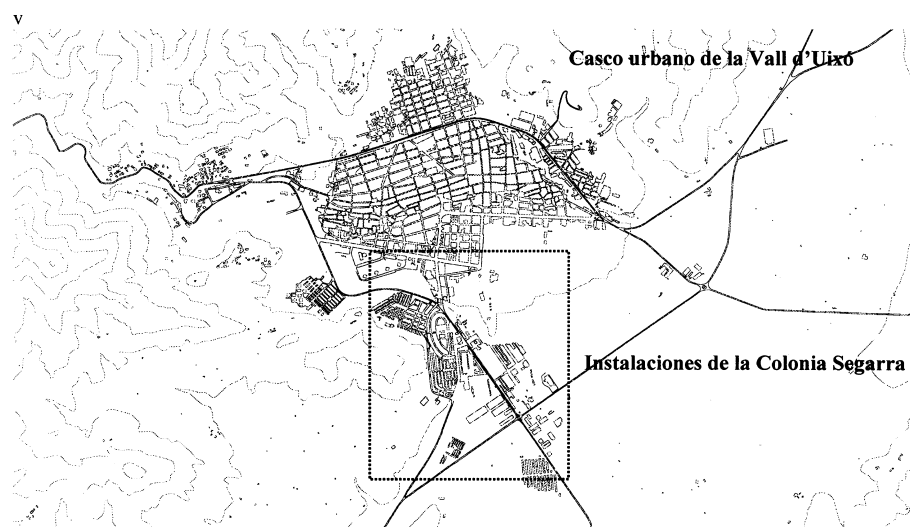 v
Casco urbano de la Vall d'Uixó
Instalaciones de la Colonia Segarra